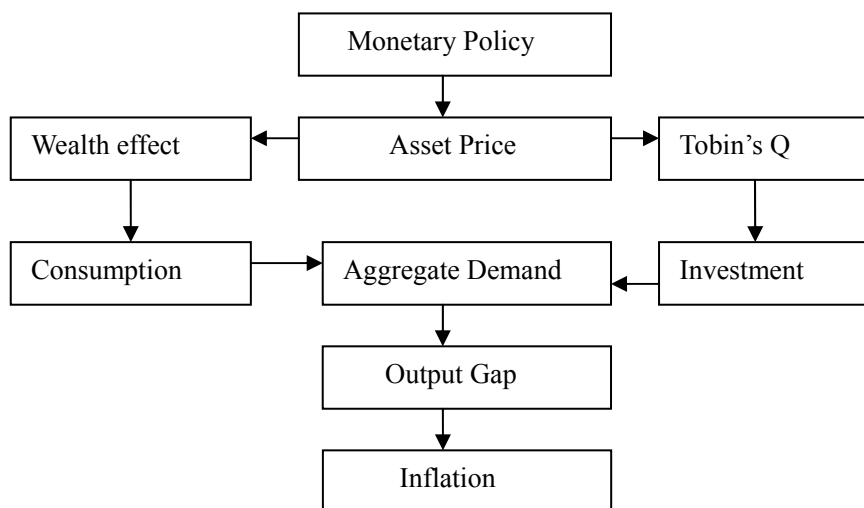 Monetary Policy
Wealth effect
Asset Price
Tobin’s Q
Consumption
Aggregate Demand
Investment
Output Gap
Inflation